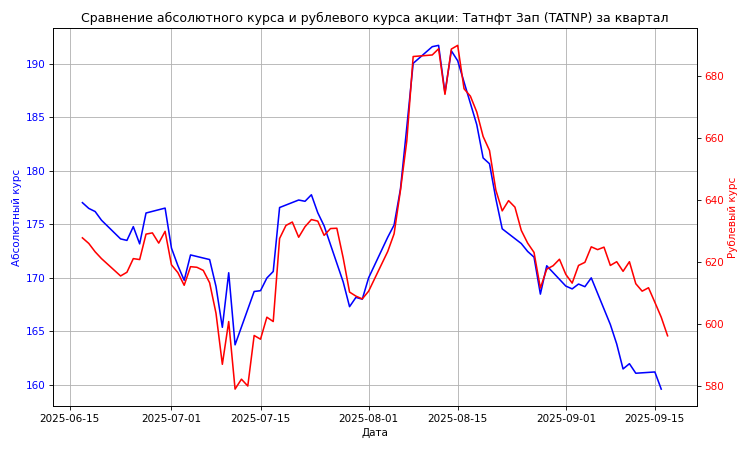 Сравнение абсолютного курса и рублевого курса акции: Татнфт 3ап (TATNP) за квартал
190
185
180
175
170
165
160
Абсолютный курс
680
660
640
620
600
580
Рублевый курс
2025-06-15 2025-07-01 2025-07-15 2025-08-01 2025-08-15 2025-09-01 2025-09-15
Дата